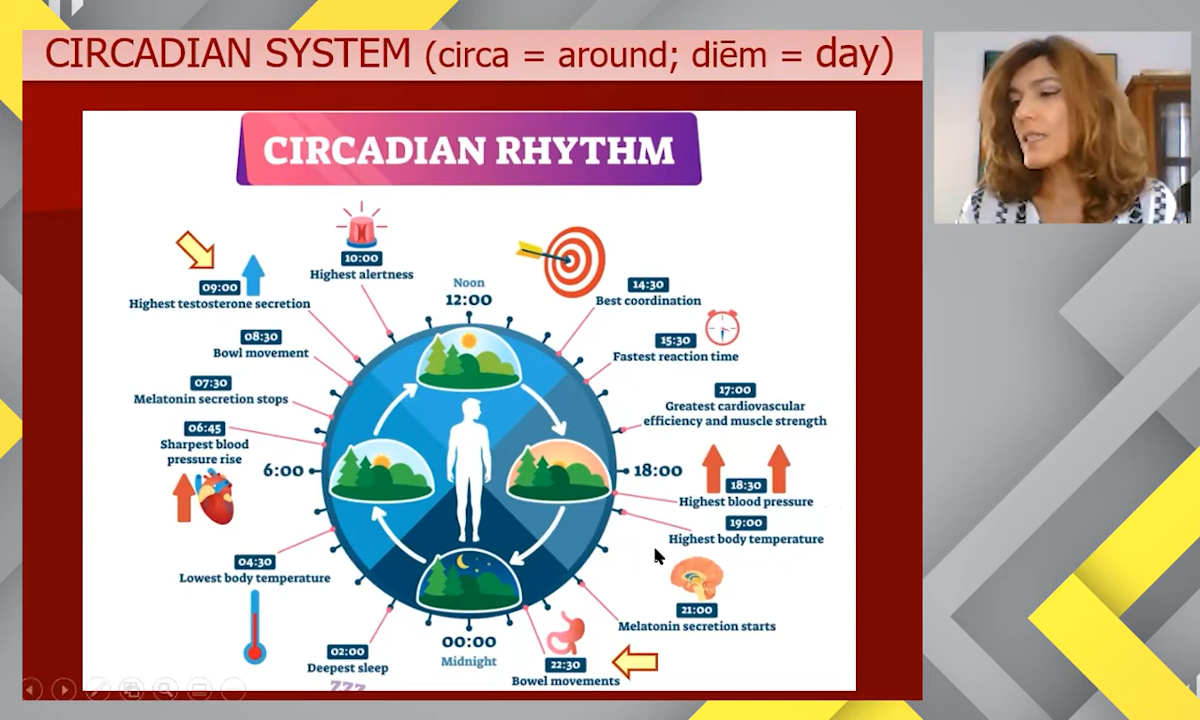 CIRCADIAN SYSTEM (circa = around; diēm = day)
CIRCADIAN RHYTHM
10:00
Highest alertness
09:00
Highest testosterone secretion
08:30
Bowl movement
07:30
Melatonin secretion stops
06:45
Sharpest blood
pressure rise
6:00
04:30
Lowest body temperature
02:00
Deepest sleep
zzz
Noon
12:00
14:30
Best coordination
15:30
Fastest reaction time
17:00
Greatest cardiovascular
efficiency and muscle strength
18:00
18:30
Highest blood pressure
19:00
Highest body temperature
21:00
Melatonin secretion starts
22:30
Bowel movements
00:00
Midnight